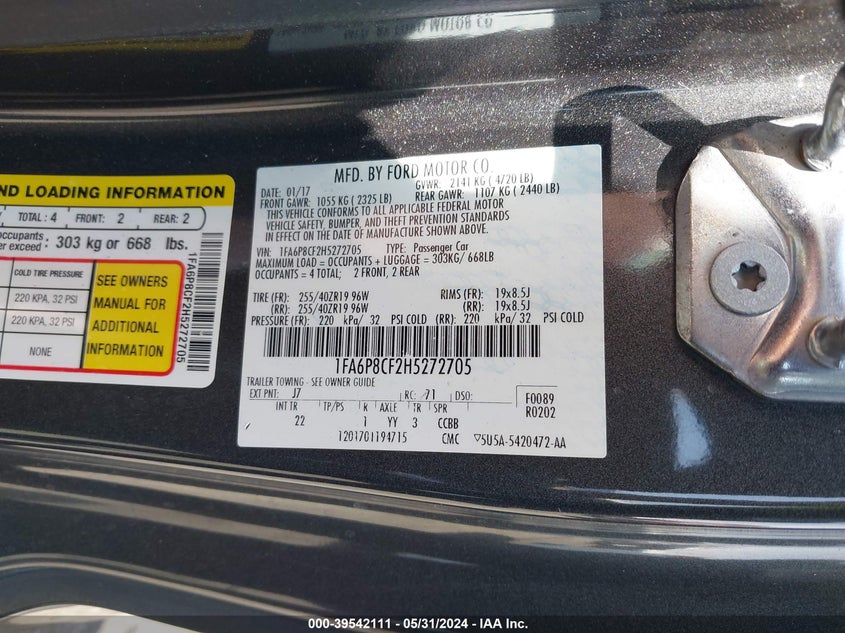 ND LOADING INFORMATION
TOTAL: 4 FRONT: 2 REAR: 2
occupants
er exceed : 303 kg or 668 lbs.
COLD TIRE PRESSURE
220 KPA, 32 PSI
220 KPA, 32 PSI
NONE
SEE OWNERS
MANUAL FOR
ADDITIONAL
INFORMATION
1FA6P8CF2H5272705
MFD. BY FORD MOTOR CO.
DATE: 01/17 GVWR: 2141 KG ( 4720 LB)
FRONT GAWR: 1055 KG ( 2325 LB) REAR GAWR: 1107 KG ( 2440 LB)
THIS VEHICLE CONFORMS TO ALL APPLICABLE FEDERAL MOTOR
VEHICLE SAFETY, BUMPER, AND THEFT PREVENTION STANDARDS
IN EFFECT ON THE DATE OF MANUFACTURE SHOWN ABOVE.
VIN: 1FA6P8CF2H5272705 TYPE: Passenger Car
MAXIMUM LOAD = OCCUPANTS + LUGGAGE = 303KG/ 668LB
OCCUPANTS = 4 TOTAL; 2 FRONT, 2 REAR
TIRE (FR): 255/40ZR19 96W RIMS (FR): 19x8.5J
(RR): 255/40ZR19 96W (RR): 19x8.5J
PRESSURE (FR): 220 kPa/ 32 PSI COLD (RR): 220 kPa/ 32 PSI COLD
1FA6P8CF2H5272705
TRAILER TOWING - SEE OWNER GUIDE
EXT PNT: J7 RC: 71 DSO:
F0089
R0202
INT TR TP/PS R AXLE TR SPR
22 1 YY 3 CCBB
1201701194715 CMC ▽5U5A-5420472-AA
000-39542111 - 05/31/2024 - IAA Inc.